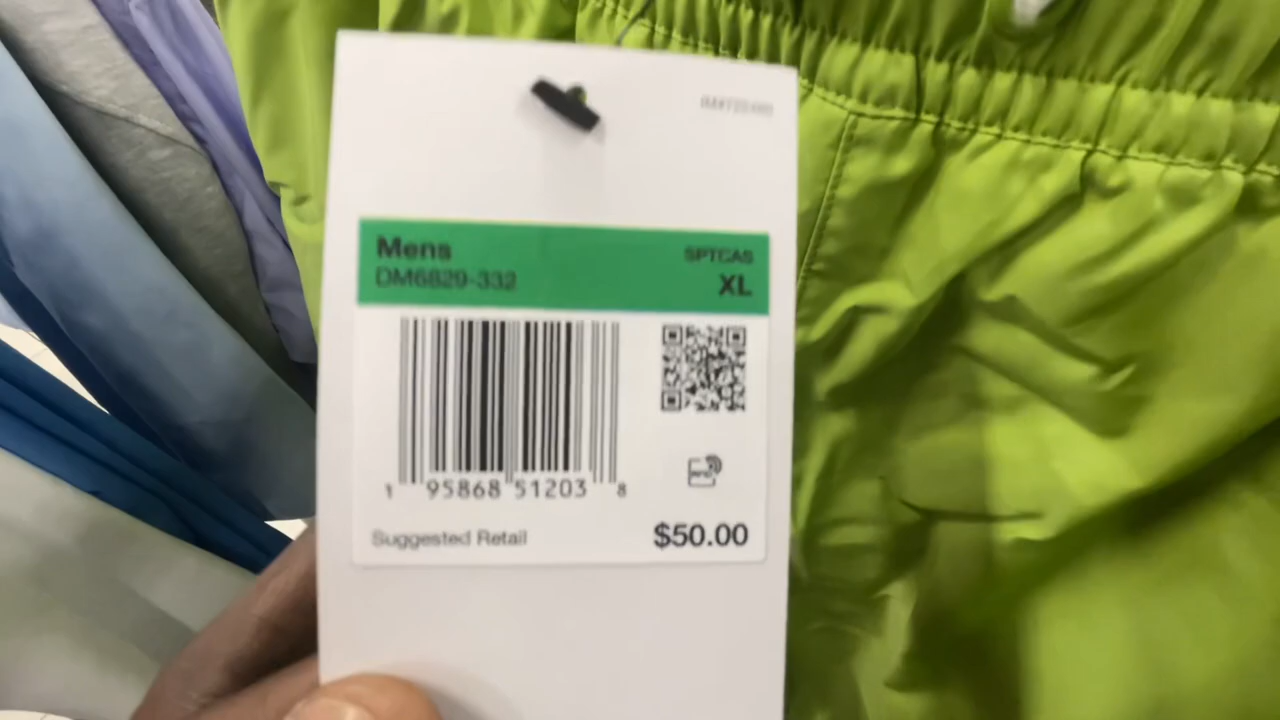 Mens
SPTCAS
DM6829-332
XL
1 95868 51203 8
Suggested Retail
$50.00